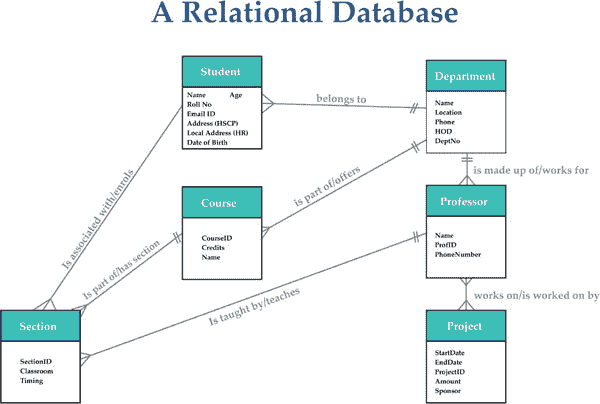 A Relational Database
Student
Name Age
Roll No
Email ID
Address (HSCP)
Local Address (HR)
Date of Birth
belongs to
Department
Name
Location
Phone
HOD
DeptNo
Is associated with/enrols
is part of/offers
is made up of/works for
Course
CourseID
Credits
Name
Professor
Name
ProfID
PhoneNumber
Is part of/has section
Is taught by/teaches
works on/is worked on by
Section
SectionID
Classroom
Timing
Project
StartDate
EndDate
ProjectID
Amount
Sponsor